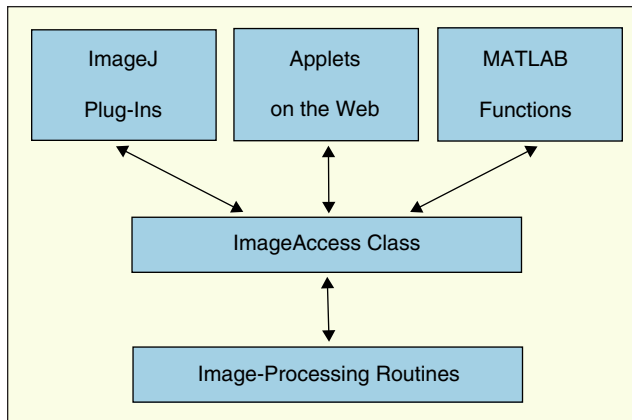 ImageJ
Plug-Ins
Applets
on the Web
MATLAB
Functions
ImageAccess Class
Image-Processing Routines